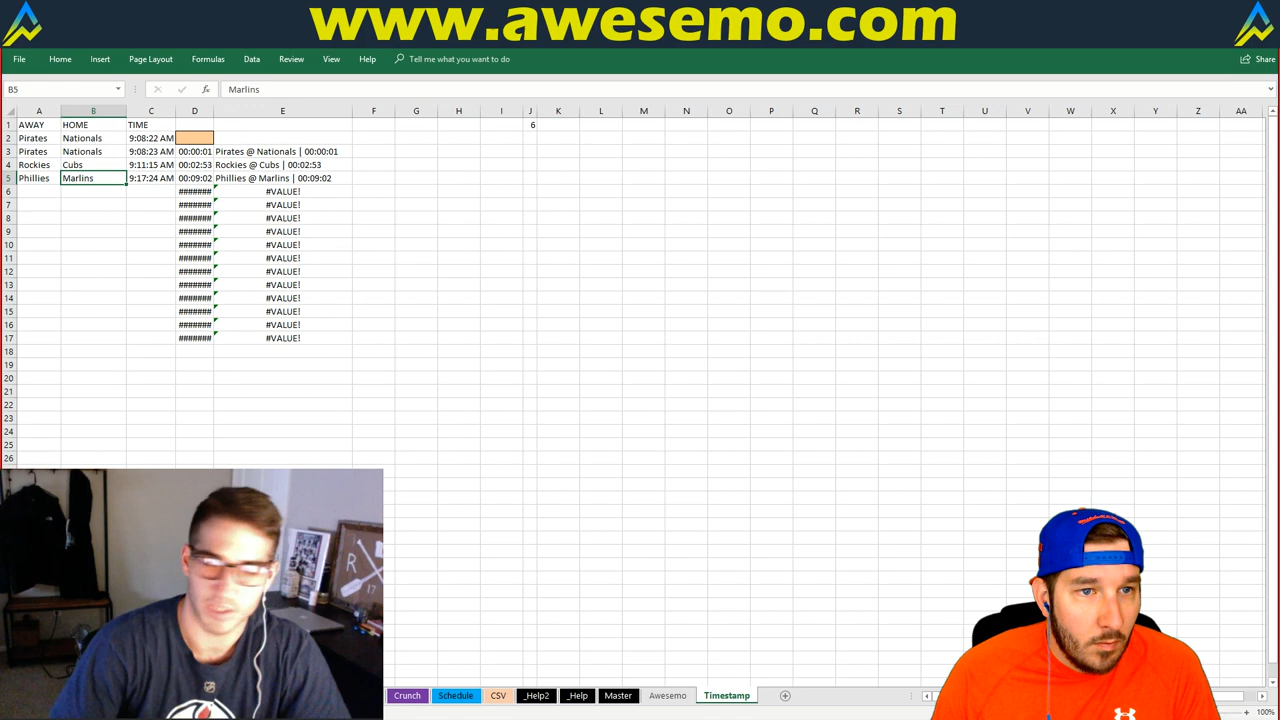 www.awesemo.com
File Home Insert Page Layout Formulas Data Review View Help Tell me what you want to do Share
B5 fx Marlins
A B C D E F G H I J K L M N O P Q R S T U V W X Y Z AA
1 AWAY HOME TIME 6
2 Pirates Nationals 9:08:22 AM
3 Pirates Nationals 9:08:23 AM 00:00:01 Pirates @ Nationals | 00:00:01
4 Rockies Cubs 9:11:15 AM 00:02:53 Rockies @ Cubs | 00:02:53
5 Phillies Marlins 9:17:24 AM 00:09:02 Phillies @ Marlins | 00:09:02
6 ####### #VALUE!
7 ####### #VALUE!
8 ####### #VALUE!
9 ####### #VALUE!
10 ####### #VALUE!
11 ####### #VALUE!
12 ####### #VALUE!
13 ####### #VALUE!
14 ####### #VALUE!
15 ####### #VALUE!
16 ####### #VALUE!
17 ####### #VALUE!
18
19
20
21
22
23
24
25
26
R
17
Crunch Schedule CSV _Help2 _Help Master Awesemo Timestamp
100%